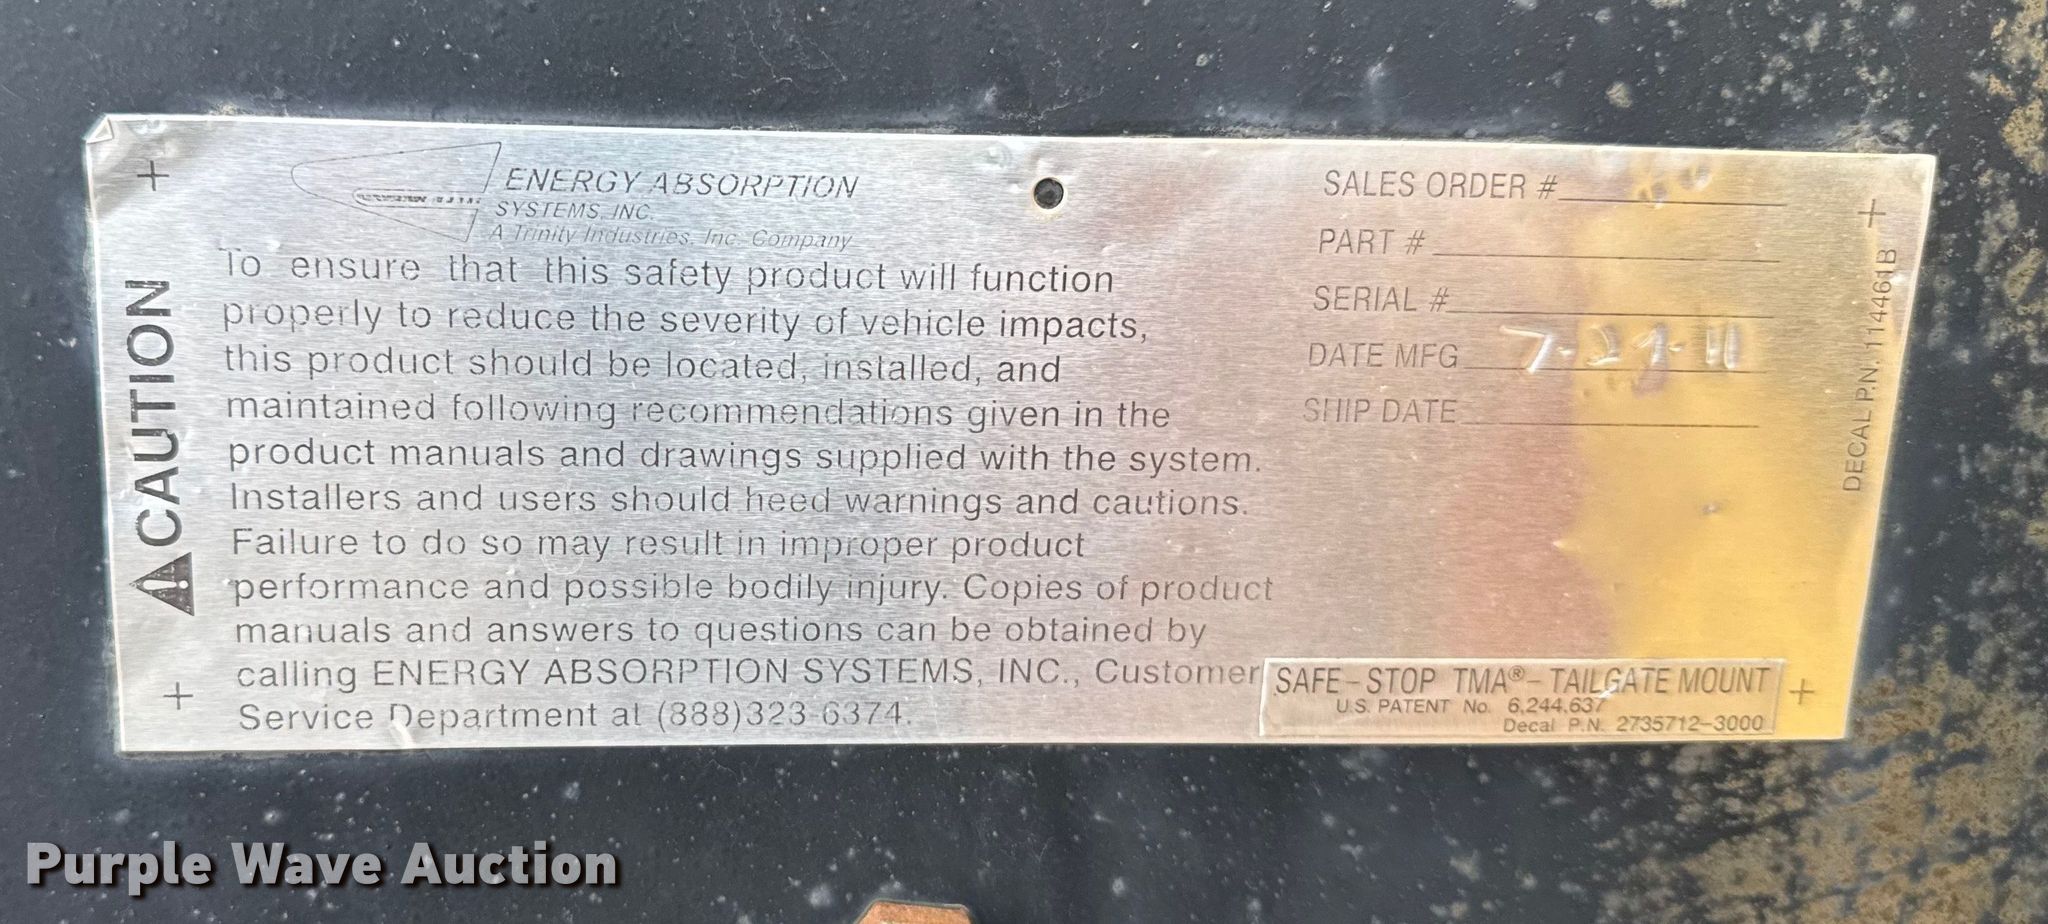 ENERGY ABSORPTION
SYSTEMS, INC.
A Trinity Industries, Inc. Company
⚠CAUTION
To ensure that this safety product will function
properly to reduce the severity of vehicle impacts,
this product should be located, installed, and
maintained following recommendations given in the
product manuals and drawings supplied with the system.
Installers and users should heed warnings and cautions.
Failure to do so may result in improper product
performance and possible bodily injury. Copies of product
manuals and answers to questions can be obtained by
calling ENERGY ABSORPTION SYSTEMS, INC., Customer
Service Department at (888)323-6374.
SALES ORDER #
PART #
SERIAL #
DATE MFG 7-29-11
SHIP DATE
DECAL P.N. 114461B
SAFE-STOP TMA®-TAILGATE MOUNT
U.S. PATENT No. 6,244,637
Decal P.N. 2735712-3000
Purple Wave Auction